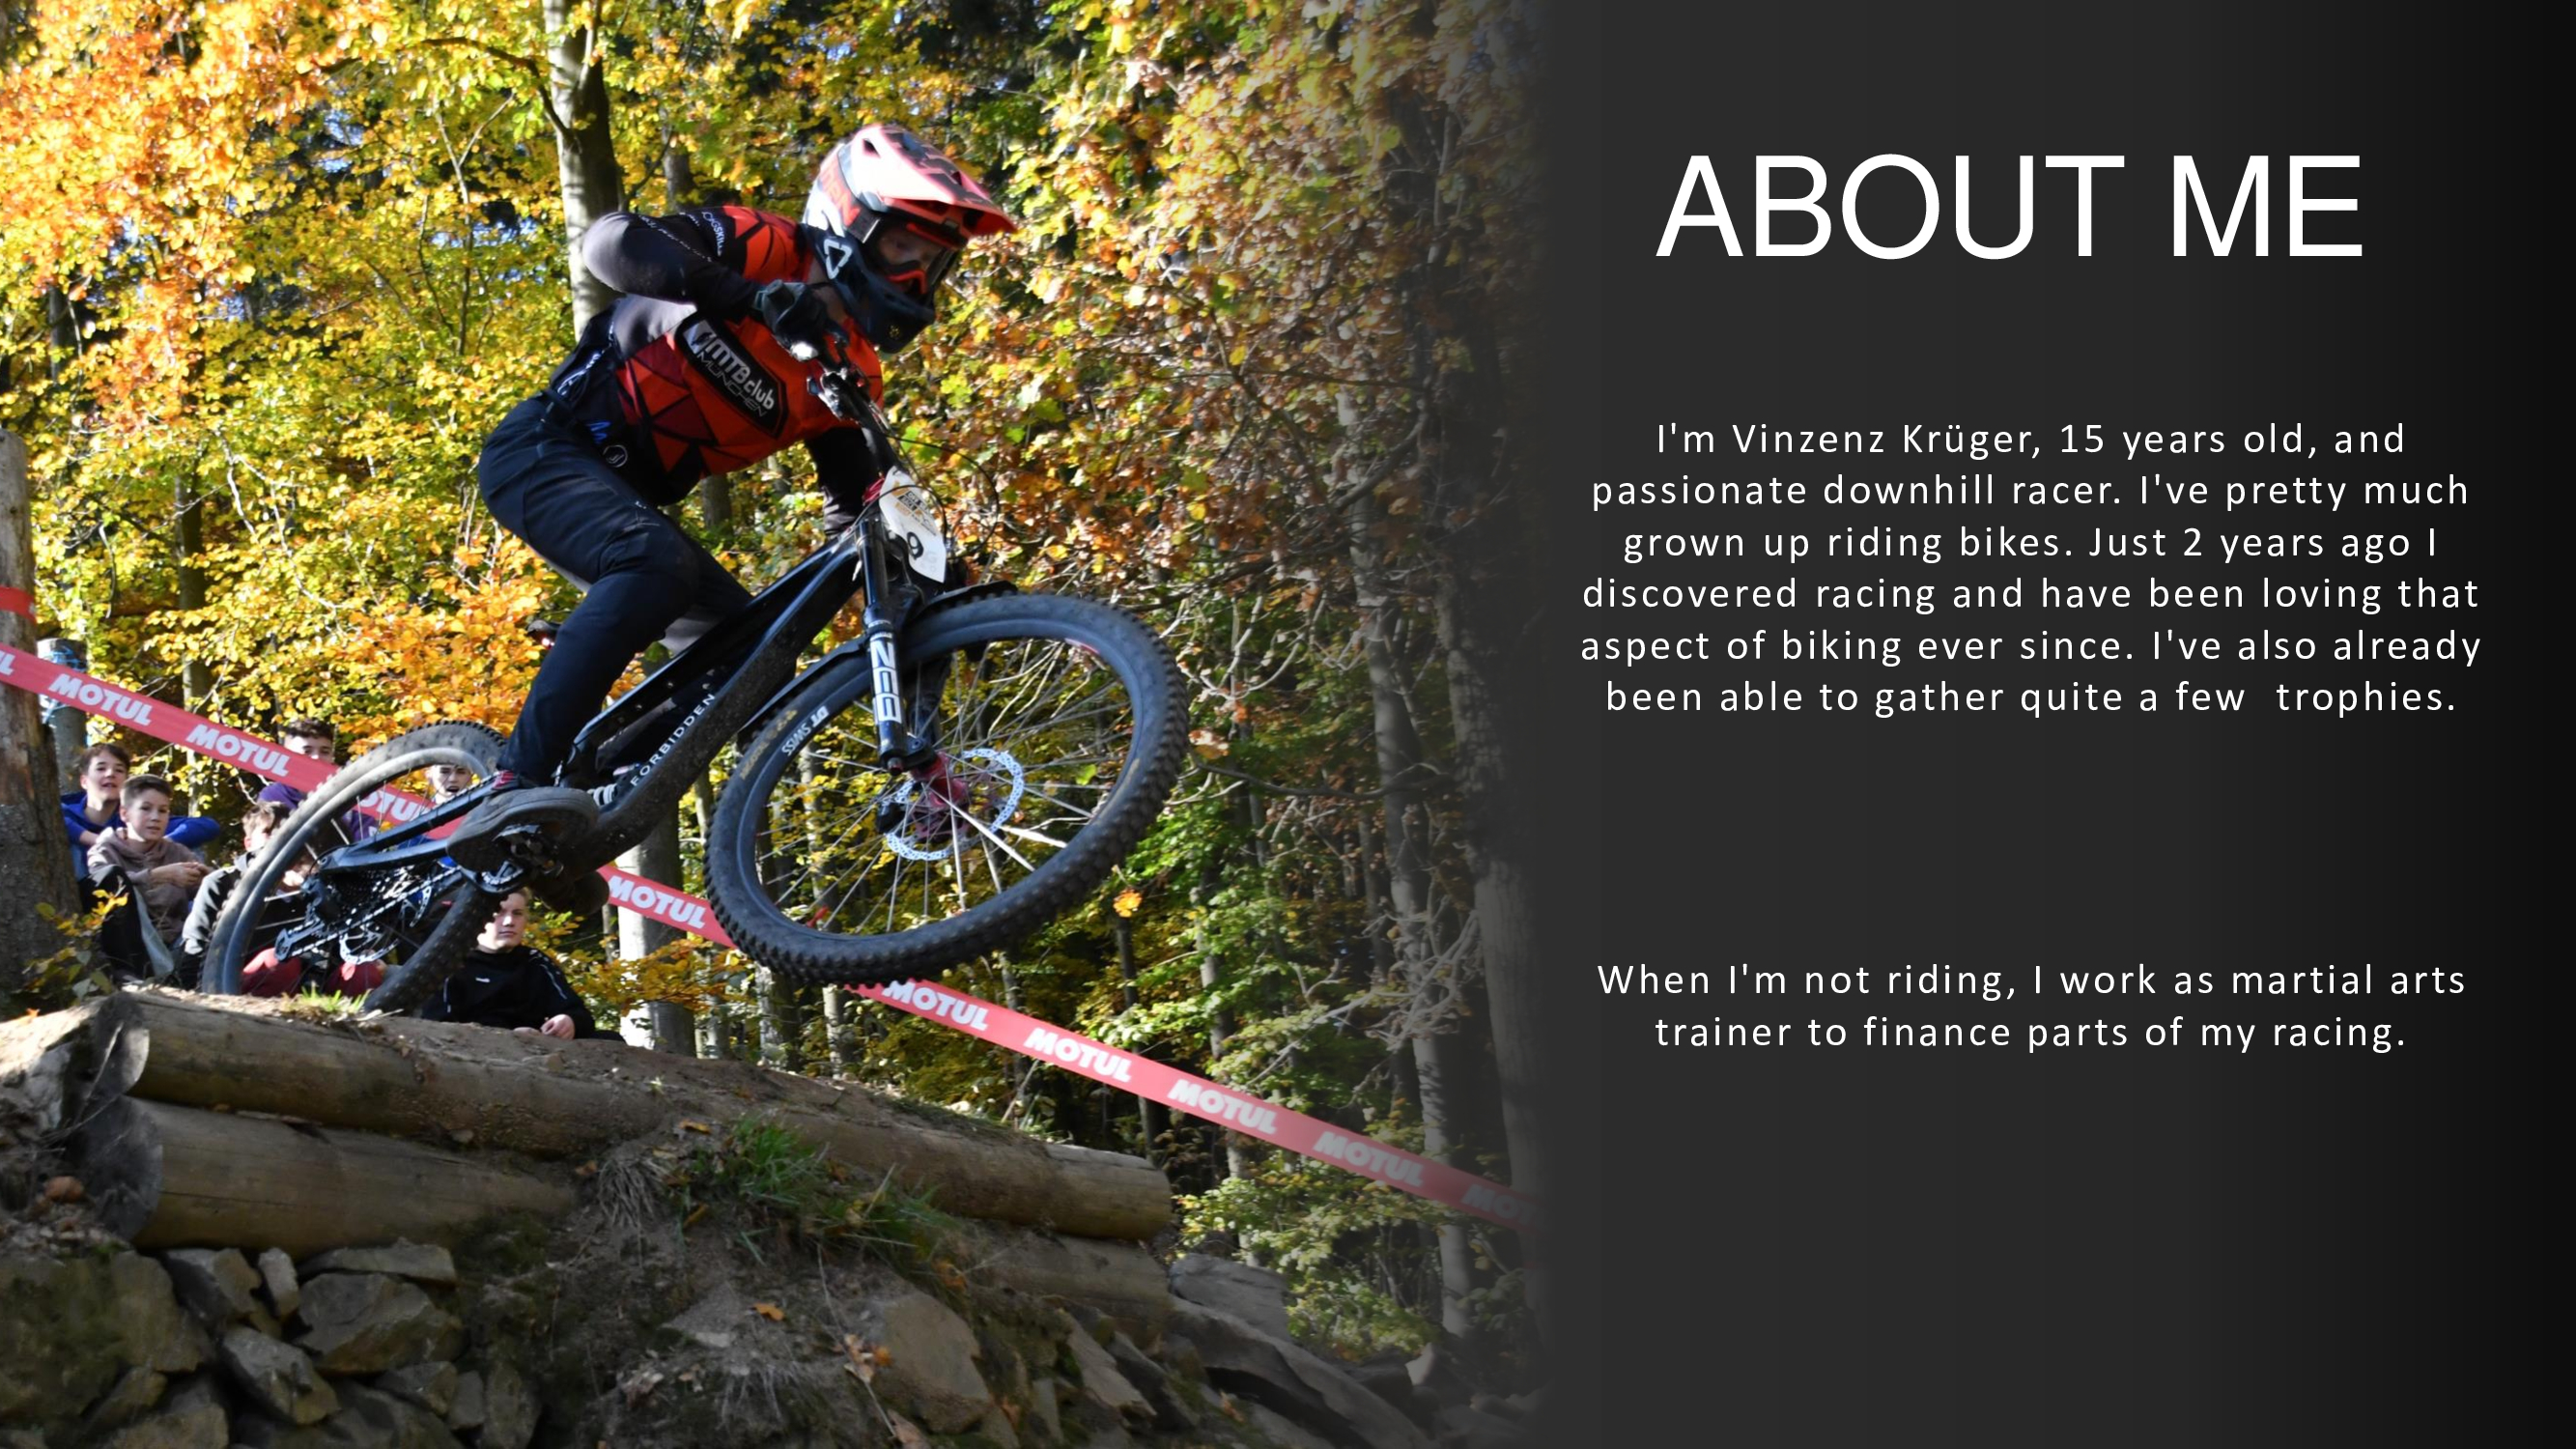 ABOUT ME
I'm Vinzenz Krüger, 15 years old, and
passionate downhill racer. I've pretty much
grown up riding bikes. Just 2 years ago I
discovered racing and have been loving that
aspect of biking ever since. I've also already
been able to gather quite a few  trophies.
When I'm not riding, I work as martial arts
trainer to finance parts of my racing.
MTBclub
MÜNCHEN
9
FORBIDDEN
DT SWISS
MOTUL
MOTUL
MOTUL
MOTUL
MOTUL
MOTUL
MOTUL